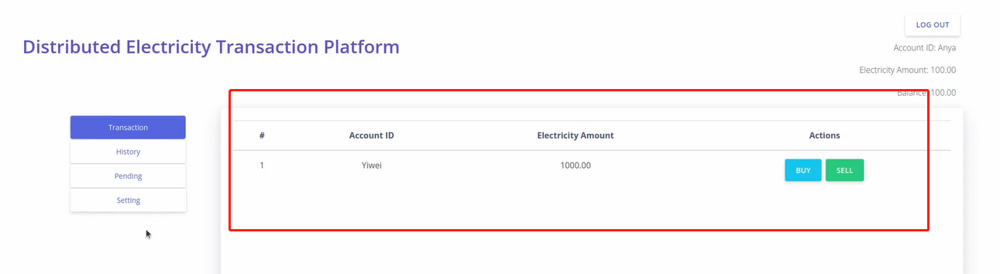 LOG OUT
Distributed Electricity Transaction Platform
Account ID: Anya
Electricity Amount: 100.00
Balance: 100.00
Transaction
History
Pending
Setting
# Account ID Electricity Amount Actions
1 Yiwei 1000.00 BUY SELL